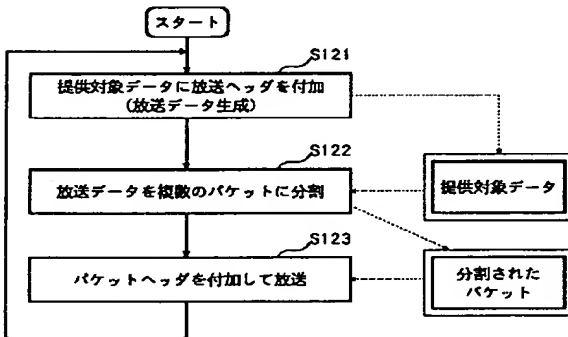 スタート
S121
提供対象データに放送ヘッダを付加
(放送データ生成)
S122
放送データを複数のパケットに分割
提供対象データ
S123
パケットヘッダを付加して放送
分割された
パケット